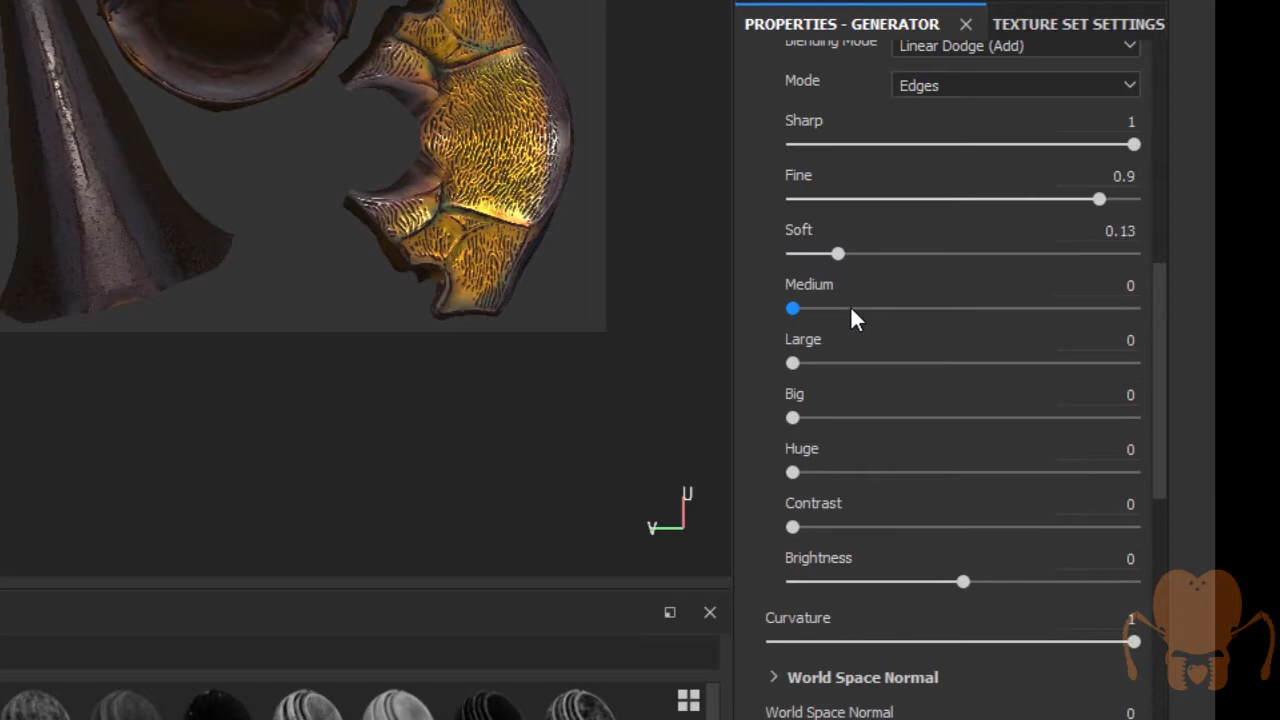 PROPERTIES - GENERATOR
TEXTURE SET SETTINGS
Blending Mode
Linear Dodge (Add)
Mode
Edges
Sharp
1
Fine
0.9
Soft
0.13
Medium
0
Large
0
Big
0
Huge
0
Contrast
0
Brightness
0
Curvature
1
World Space Normal
World Space Normal
0
U
V